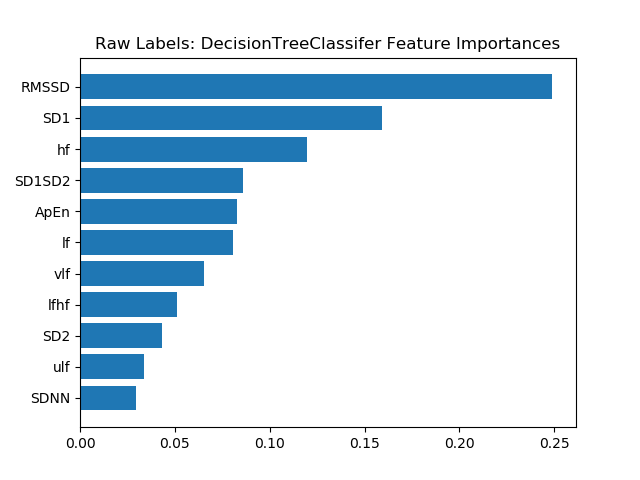 Raw Labels: DecisionTreeClassifer Feature Importances
RMSSD
SD1
hf
SD1SD2
ApEn
lf
vlf
lfhf
SD2
ulf
SDNN
0.00 0.05 0.10 0.15 0.20 0.25